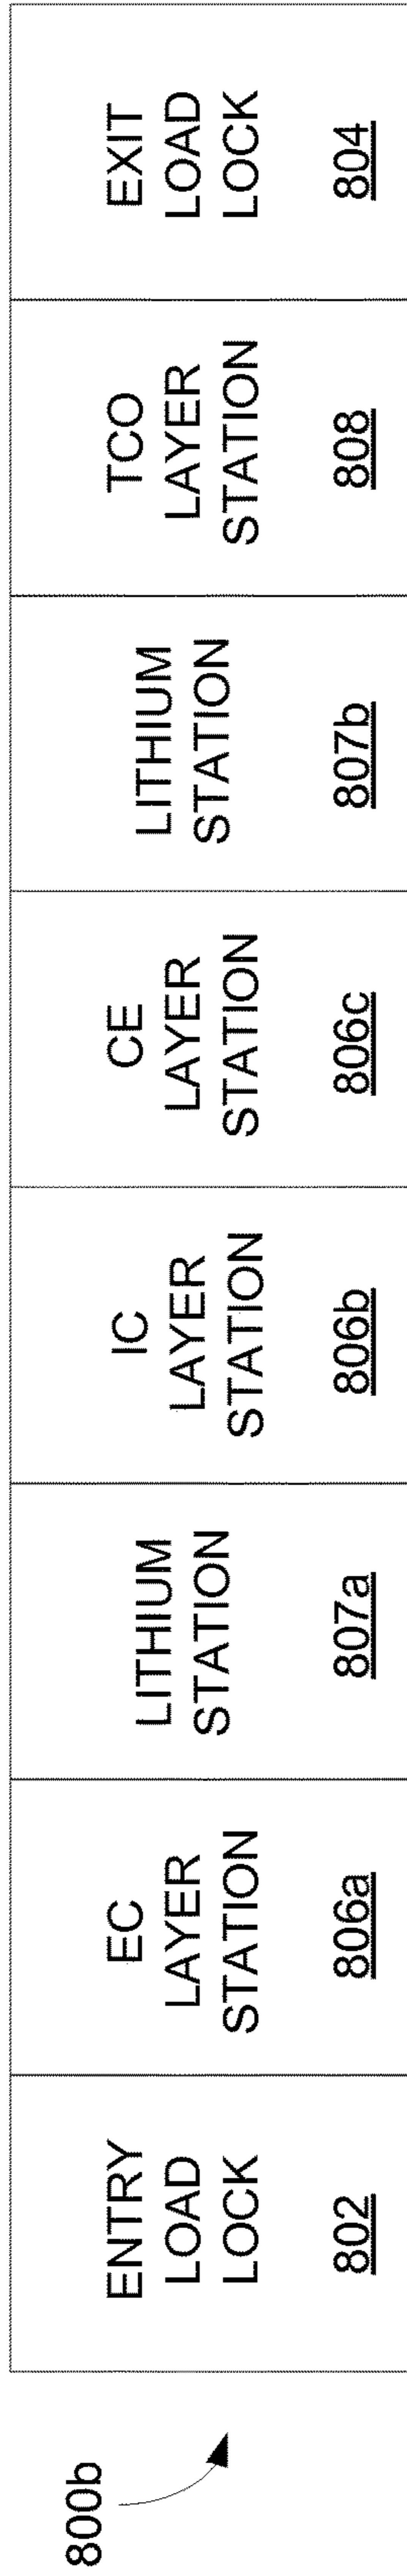 800b
ENTRY
LOAD
LOCK
802
EC
LAYER
STATION
806a
LITHIUM
STATION
807a
IC
LAYER
STATION
806b
CE
LAYER
STATION
806c
LITHIUM
STATION
807b
TCO
LAYER
STATION
808
EXIT
LOAD
LOCK
804